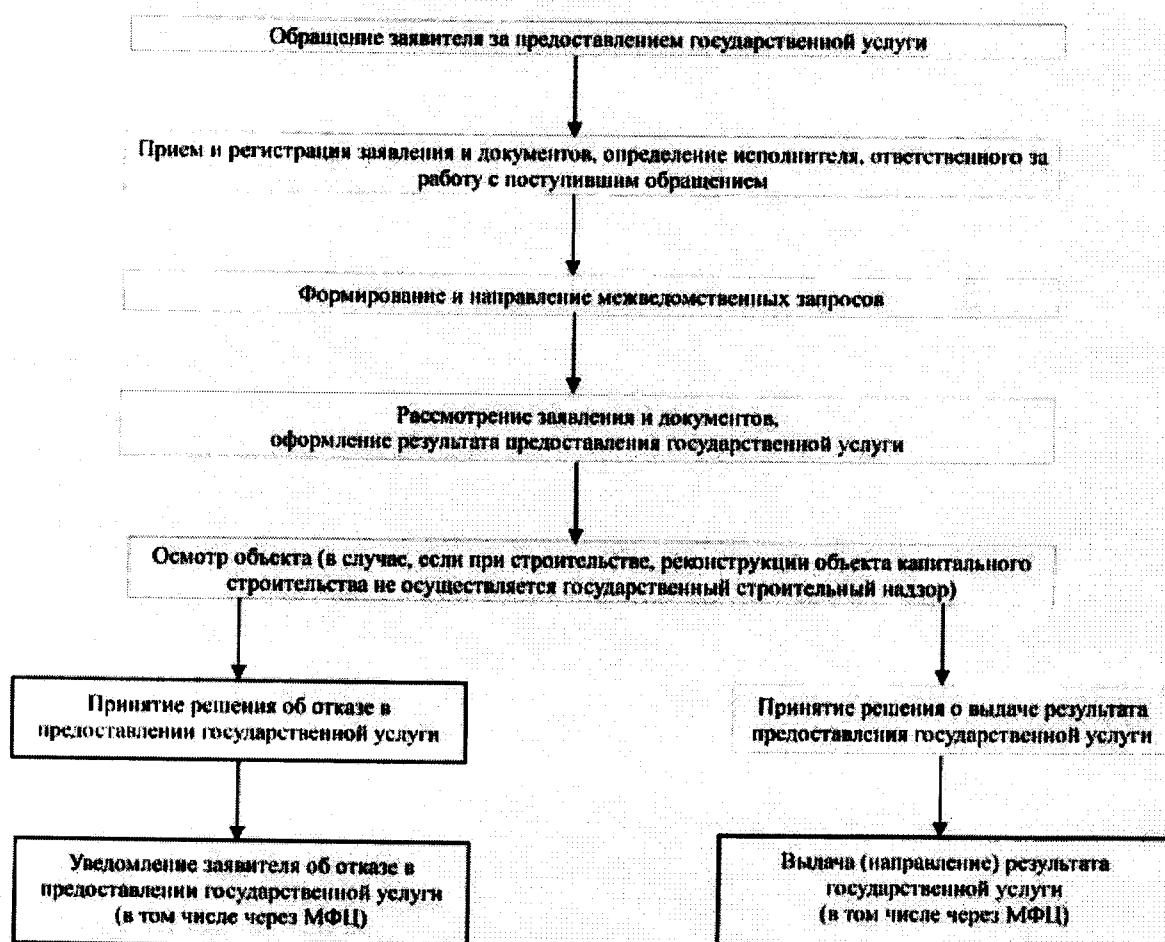 Обращение заявителя за предоставлением государственной услуги
Прием и регистрация заявления и документов, определение исполнителя, ответственного за
работу с поступившим обращением
Формирование и направление межведомственных запросов
Рассмотрение заявления и документов,
оформление результата предоставления государственной услуги
Осмотр объекта (в случае, если при строительстве, реконструкции объекта капитального
строительства не осуществляется государственный строительный надзор)
Принятие решения об отказе в
предоставлении государственной услуги
Принятие решения о выдаче результата
предоставления государственной услуги
Уведомление заявителя об отказе в
предоставлении государственной услуги
(в том числе через МФЦ)
Выдача (направление) результата
государственной услуги
(в том числе через МФЦ)